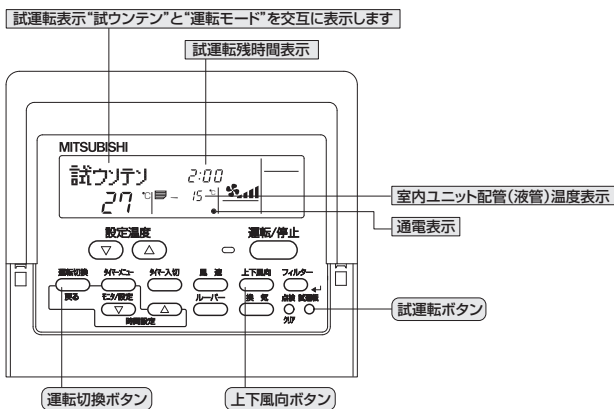 試運転表示“試ウンテン”と“運転モード”を交互に表示します
試運転残時間表示
MITSUBISHI
試ウンテン 2:00
27 ℃ - 15 ℃
室内ユニット配管(液管)温度表示
通電表示
設定温度 運転/停止
▽ △
運転切換 タイマーメニュー タイマー入切 風速 上下風向 フィルター
戻る モニタ/設定 ルーバー 換気 点検 試運転
▽ △
時間設定 クリア
試運転ボタン
運転切換ボタン 上下風向ボタン